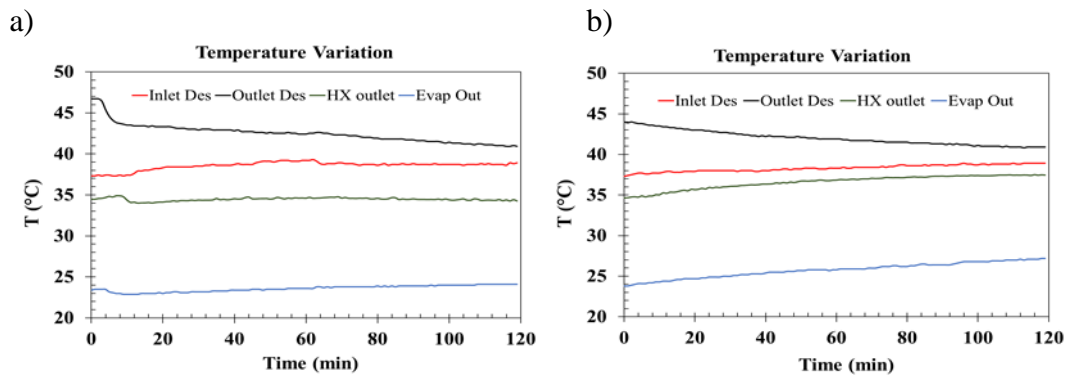 a)
Temperature Variation
50
45
40
35
30
25
20
T (°C)
Inlet Des Outlet Des HX outlet Evap Out
0 20 40 60 80 100 120
Time (min)
b)
Temperature Variation
50
45
40
35
30
25
20
T (°C)
Inlet Des Outlet Des HX outlet Evap Out
0 20 40 60 80 100 120
Time (min)